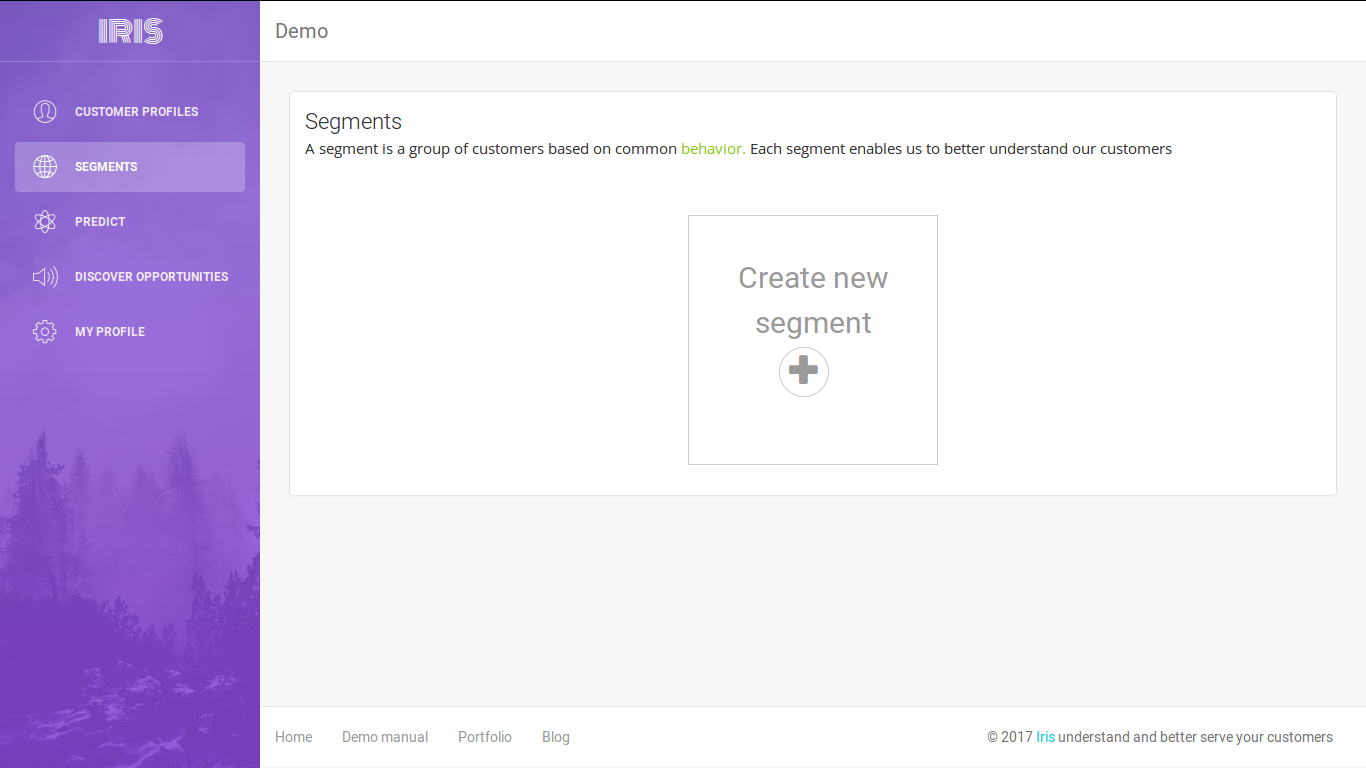 IRIS
Demo
CUSTOMER PROFILES
SEGMENTS
PREDICT
DISCOVER OPPORTUNITIES
MY PROFILE
Segments
A segment is a group of customers based on common behavior. Each segment enables us to better understand our customers
Create new
segment
Home
Demo manual
Portfolio
Blog
© 2017 Iris understand and better serve your customers